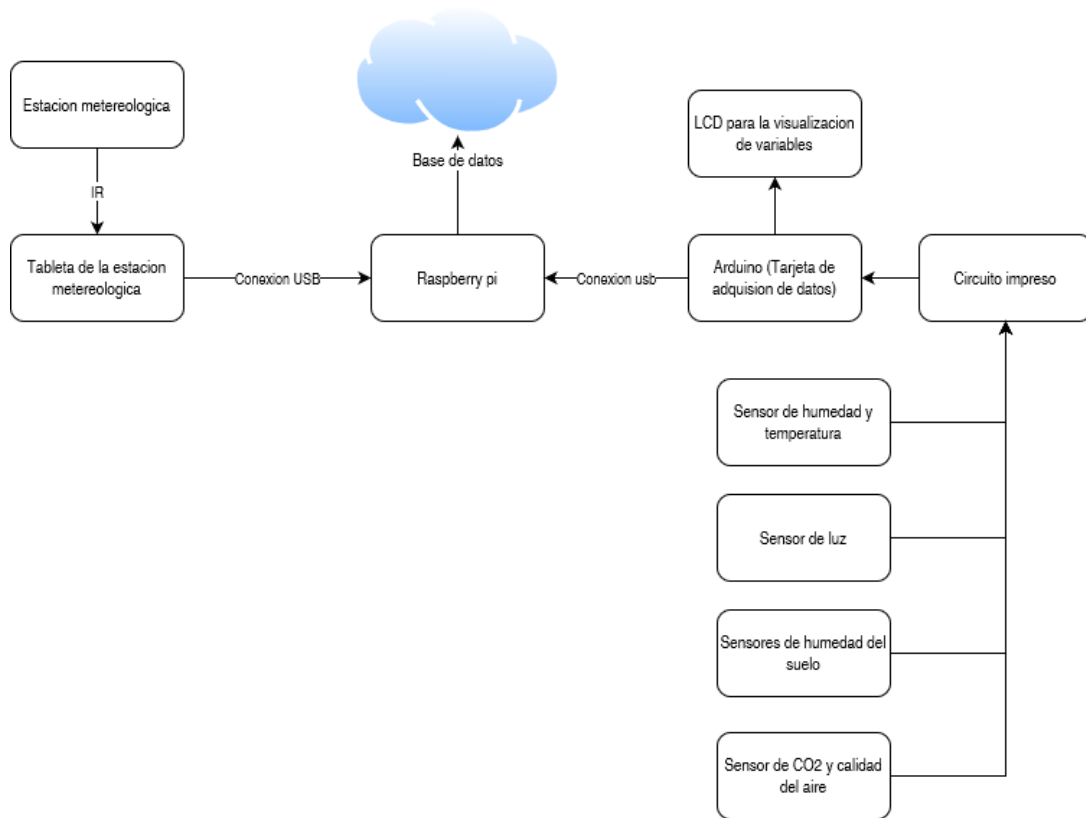 Estacion metereologica
IR
Tableta de la estacion
metereologica
Conexion USB
Base de datos
Raspberry pi
Conexion usb
LCD para la visualizacion
de variables
Arduino (Tarjeta de
adquision de datos)
Circuito impreso
Sensor de humedad y
temperatura
Sensor de luz
Sensores de humedad del
suelo
Sensor de CO2 y calidad
del aire